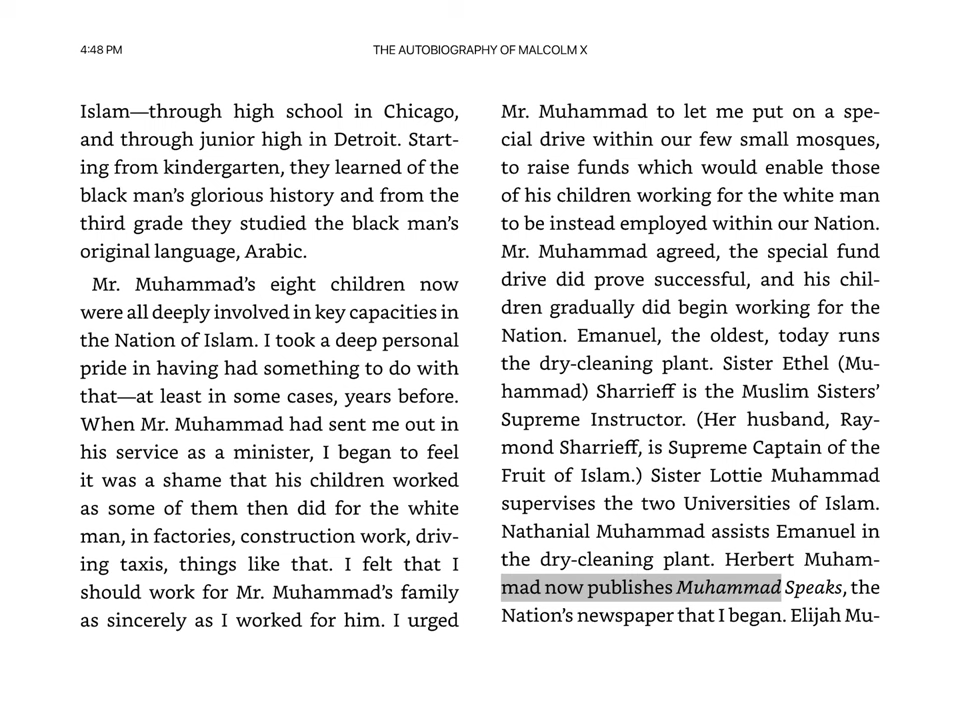 4:48 PM
THE AUTOBIOGRAPHY OF MALCOLM X
Islam—through high school in Chicago,
and through junior high in Detroit. Start-
ing from kindergarten, they learned of the
black man’s glorious history and from the
third grade they studied the black man’s
original language, Arabic.
Mr. Muhammad’s eight children now
were all deeply involved in key capacities in
the Nation of Islam. I took a deep personal
pride in having had something to do with
that—at least in some cases, years before.
When Mr. Muhammad had sent me out in
his service as a minister, I began to feel
it was a shame that his children worked
as some of them then did for the white
man, in factories, construction work, driv-
ing taxis, things like that. I felt that I
should work for Mr. Muhammad’s family
as sincerely as I worked for him. I urged
Mr. Muhammad to let me put on a spe-
cial drive within our few small mosques,
to raise funds which would enable those
of his children working for the white man
to be instead employed within our Nation.
Mr. Muhammad agreed, the special fund
drive did prove successful, and his chil-
dren gradually did begin working for the
Nation. Emanuel, the oldest, today runs
the dry-cleaning plant. Sister Ethel (Mu-
hammad) Sharrieff is the Muslim Sisters’
Supreme Instructor. (Her husband, Ray-
mond Sharrieff, is Supreme Captain of the
Fruit of Islam.) Sister Lottie Muhammad
supervises the two Universities of Islam.
Nathanial Muhammad assists Emanuel in
the dry-cleaning plant. Herbert Muham-
mad now publishes Muhammad Speaks, the
Nation’s newspaper that I began. Elijah Mu-